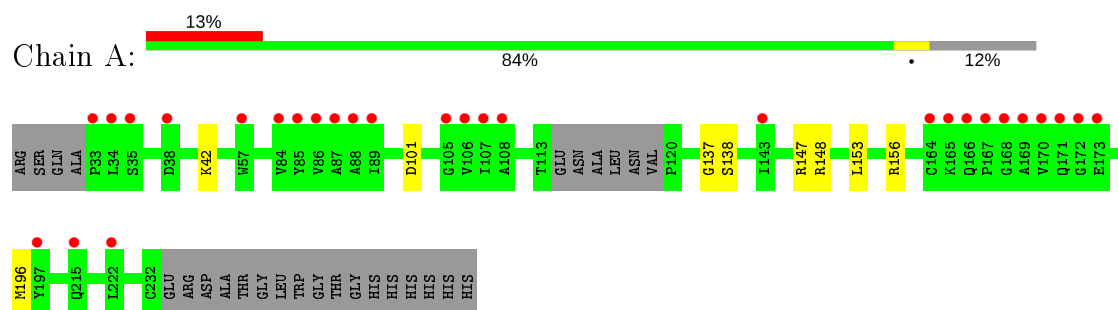 13%
Chain A:
84% • 12%
ARG SER GLN ALA P33 L34 S35 D38 K42 W57 V84 Y85 V86 A87 A88 I89 D101 G105 V106 I107 A108 T113 GLU ASN ALA LEU ASN VAL P120 G137 S138 I143 R147 R148 L153 R156 C164 K165 Q166 P167 G168 A169 V170 Q171 G172 E173
M196 Y197 Q215 L222 C232 GLU ARG ASP ALA THR GLY LEU TRP GLY THR GLY HIS HIS HIS HIS HIS HIS